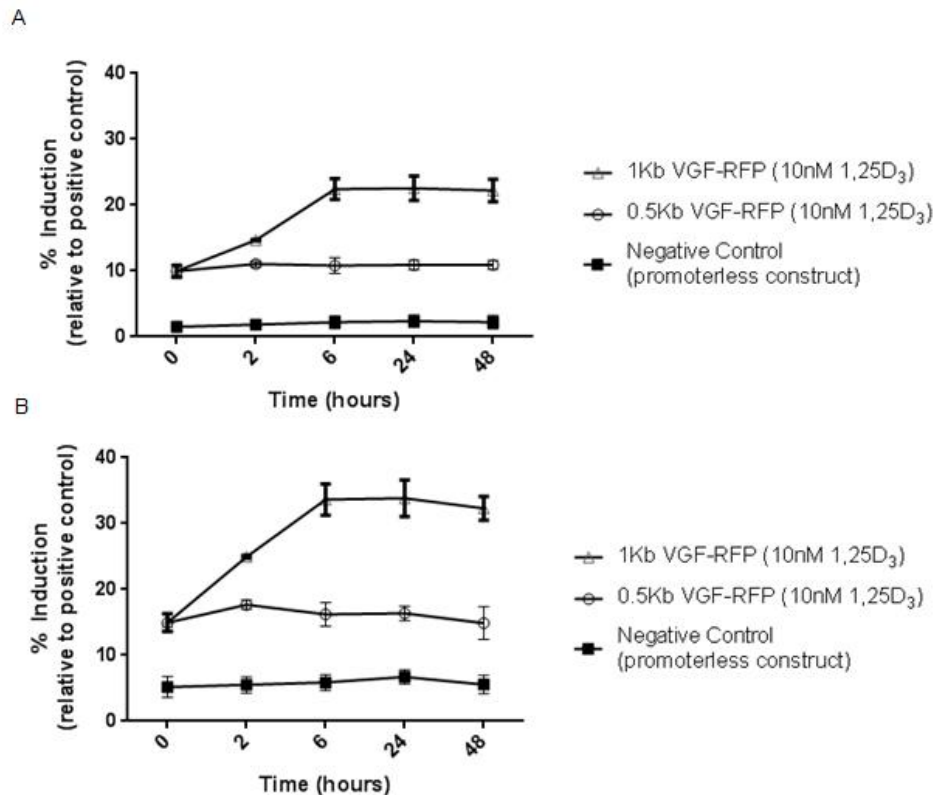 A
% Induction
(relative to positive control)
40
30
20
10
0
0
2
6
24
48
Time (hours)
1Kb VGF-RFP (10nM 1,25D₃)
0.5Kb VGF-RFP (10nM 1,25D₃)
Negative Control
(promoterless construct)
B
% Induction
(relative to positive control)
40
30
20
10
0
0
2
6
24
48
Time (hours)
1Kb VGF-RFP (10nM 1,25D₃)
0.5Kb VGF-RFP (10nM 1,25D₃)
Negative Control
(promoterless construct)